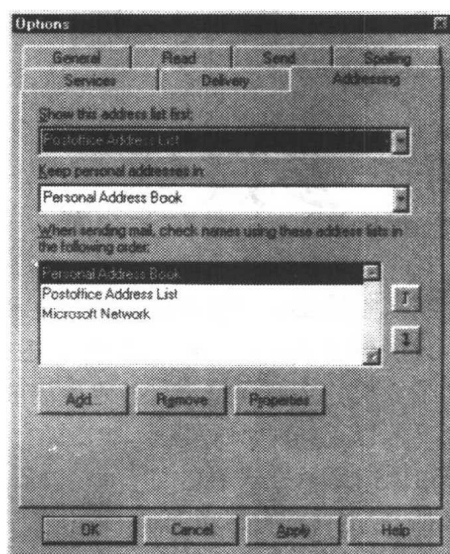 Options
General Read Send Spelling
Services Delivery Addressing
Show this address list first:
Postoffice Address List
Keep personal addresses in:
Personal Address Book
When sending mail, check names using these address lists in
the following order:
Personal Address Book
Postoffice Address List
Microsoft Network
Add... Remove Properties
OK Cancel Apply Help